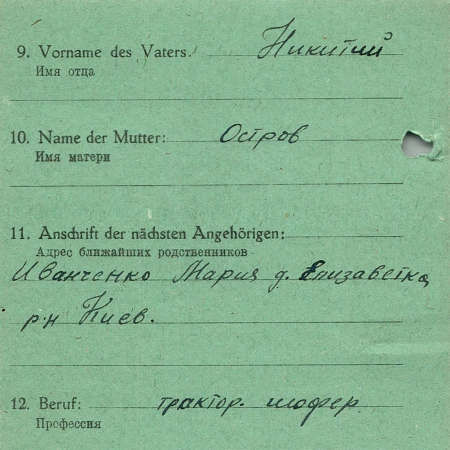 9. Vorname des Vaters: Никитий
Имя отца
10. Name der Mutter: Остров
Имя матери
11. Anschrift der nächsten Angehörigen:
Адрес ближайших родственников
Иванченко Мария д. Елизаветка,
р-н Киев.
12. Beruf: трактор. шофер
Профессия